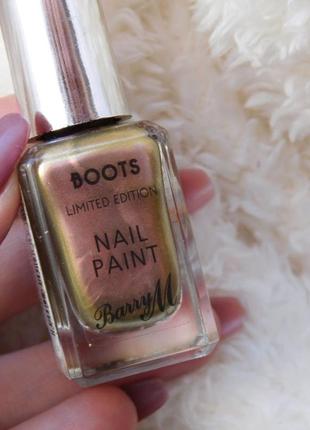 BOOTS
LIMITED EDITION
NAIL
PAINT
Barry M